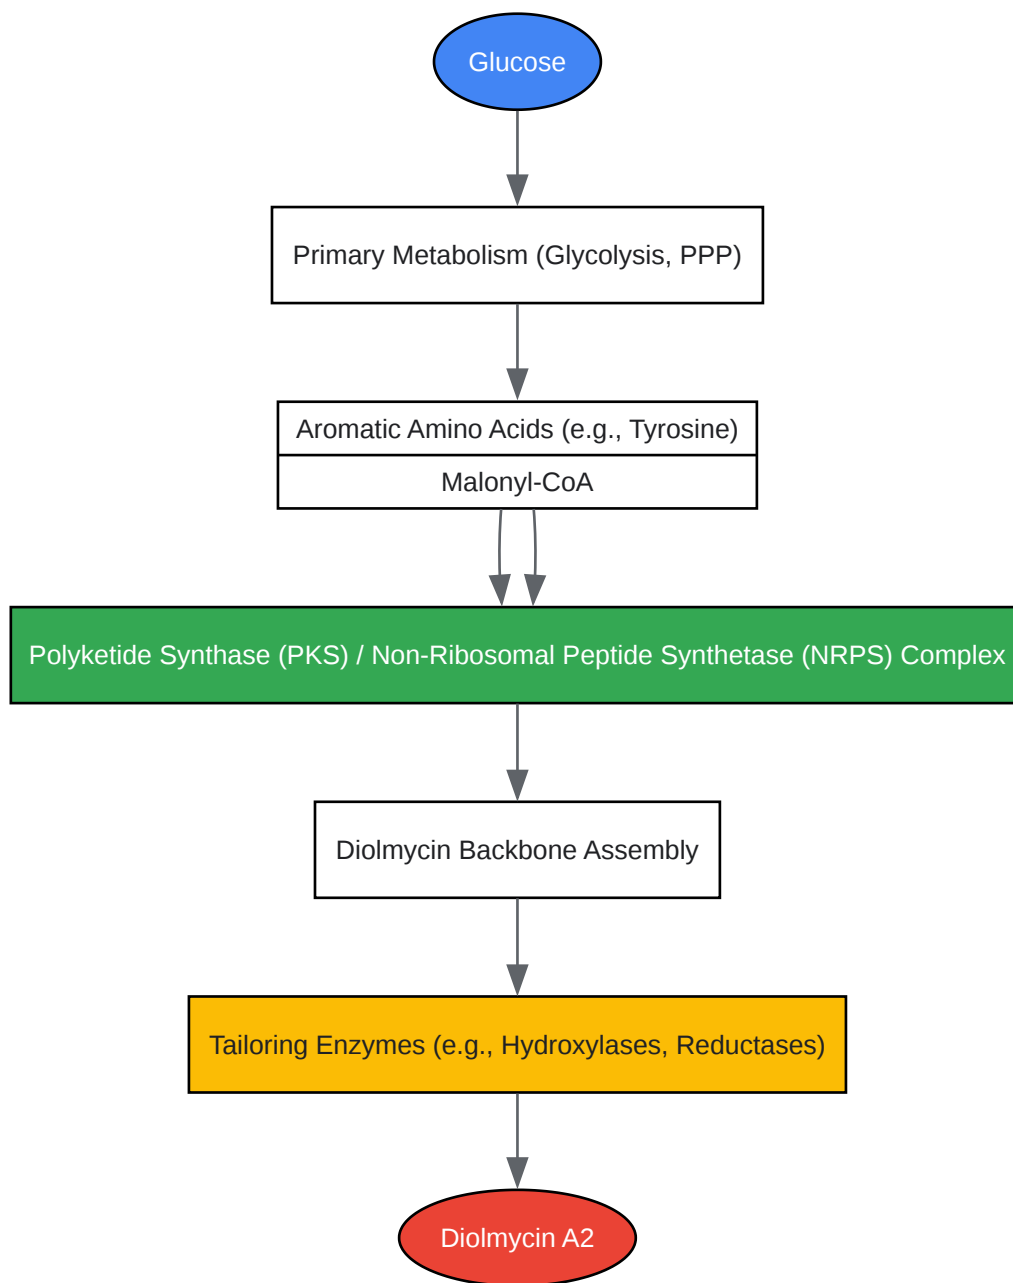 Glucose
Primary Metabolism (Glycolysis, PPP)
Aromatic Amino Acids (e.g., Tyrosine)
Malonyl-CoA
Polyketide Synthase (PKS) / Non-Ribosomal Peptide Synthetase (NRPS) Complex
Diolmycin Backbone Assembly
Tailoring Enzymes (e.g., Hydroxylases, Reductases)
Diolmycin A2